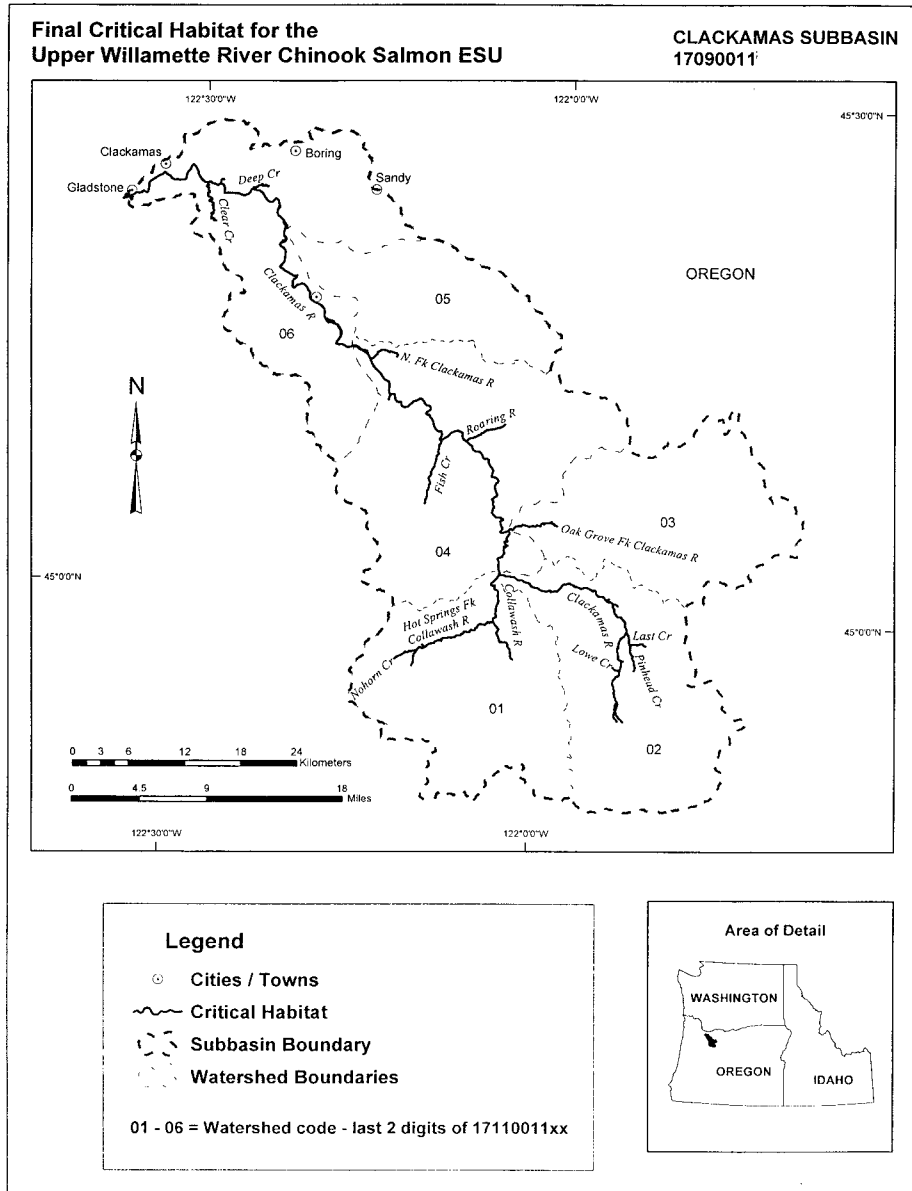 Final Critical Habitat for the
Upper Willamette River Chinook Salmon ESU
CLACKAMAS SUBBASIN
17090011
122°30'0"W
122°0'0"W
45°30'0"N
Clackamas
Boring
Gladstone
Deep Cr
Sandy
Clear Cr
OREGON
Clackamas R
05
06
N. Fk Clackamas R
N
Roaring R
Fish Cr
03
Oak Grove Fk Clackamas R
04
45°0'0"N
Hot Springs Fk
Collawash R
Collawash R
Clackamas R
45°0'0"N
Last Cr
Lowe Cr
Pinhead Cr
Nohorn Cr
01
02
0 3 6 12 18 24
Kilometers
0 4.5 9 18
Miles
122°30'0"W
122°0'0"W
Legend
Cities / Towns
Critical Habitat
Subbasin Boundary
Watershed Boundaries
01 - 06 = Watershed code - last 2 digits of 17110011xx
Area of Detail
WASHINGTON
OREGON
IDAHO